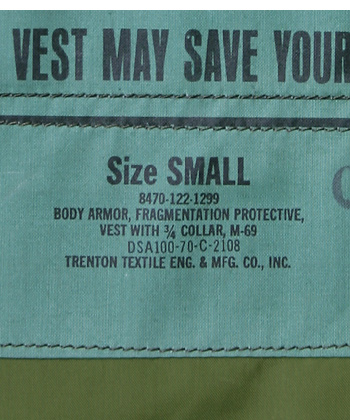 VEST MAY SAVE YOUR
Size SMALL
8470-122-1299
BODY ARMOR, FRAGMENTATION PROTECTIVE,
VEST WITH ¾ COLLAR, M-69
DSA100-70-C-2108
TRENTON TEXTILE ENG. & MFG. CO., INC.